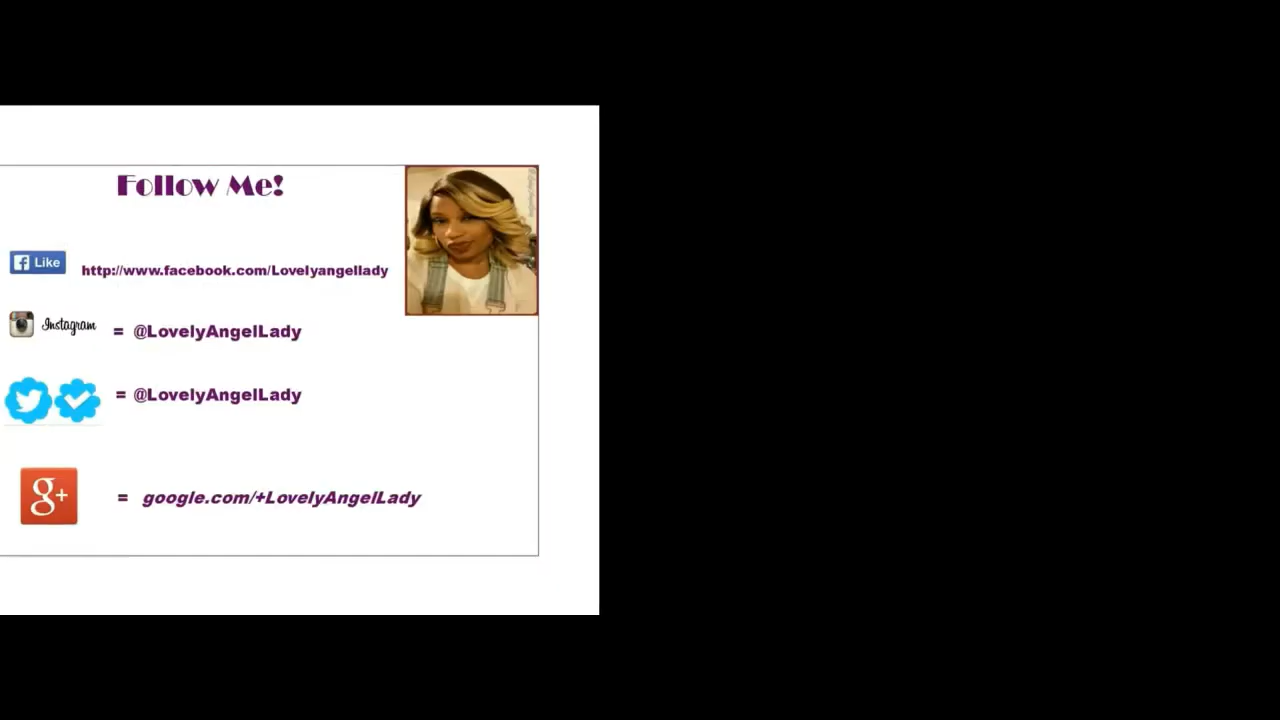 Follow Me!
Like
http://www.facebook.com/Lovelyangellady
Instagram = @LovelyAngelLady
= @LovelyAngelLady
g+ = google.com/+LovelyAngelLady